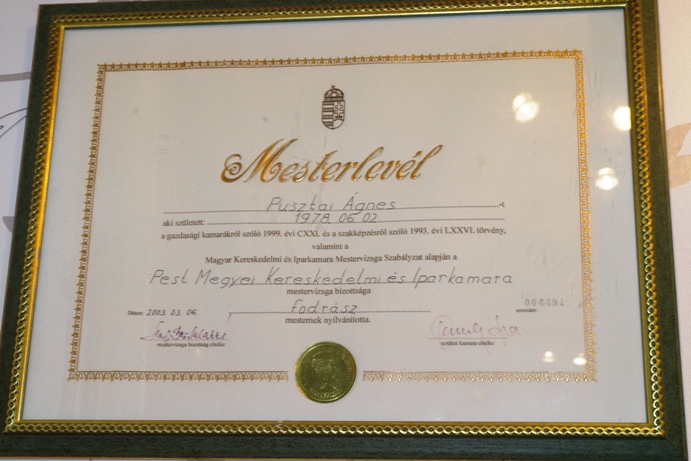 Mesterlevél
Pusztai Ágnes -t
aki született: 1978.06.02
a gazdasági kamarákról szóló 1999. évi CXXI. és a szakképzésről szóló 1993. évi LXXVI. törvény,
valamint a
Magyar Kereskedelmi és Iparkamara Mestervizsga Szabályzat alapján a
Pest Megyei Kereskedelmi és Iparkamara
mestervizsga bizottsága
fodrász
Dátum: 2003. 03. 06. sorszám: 004491
mesternek nyilvánította.
mestervizsga bizottság elnöke
területi kamara elnöke